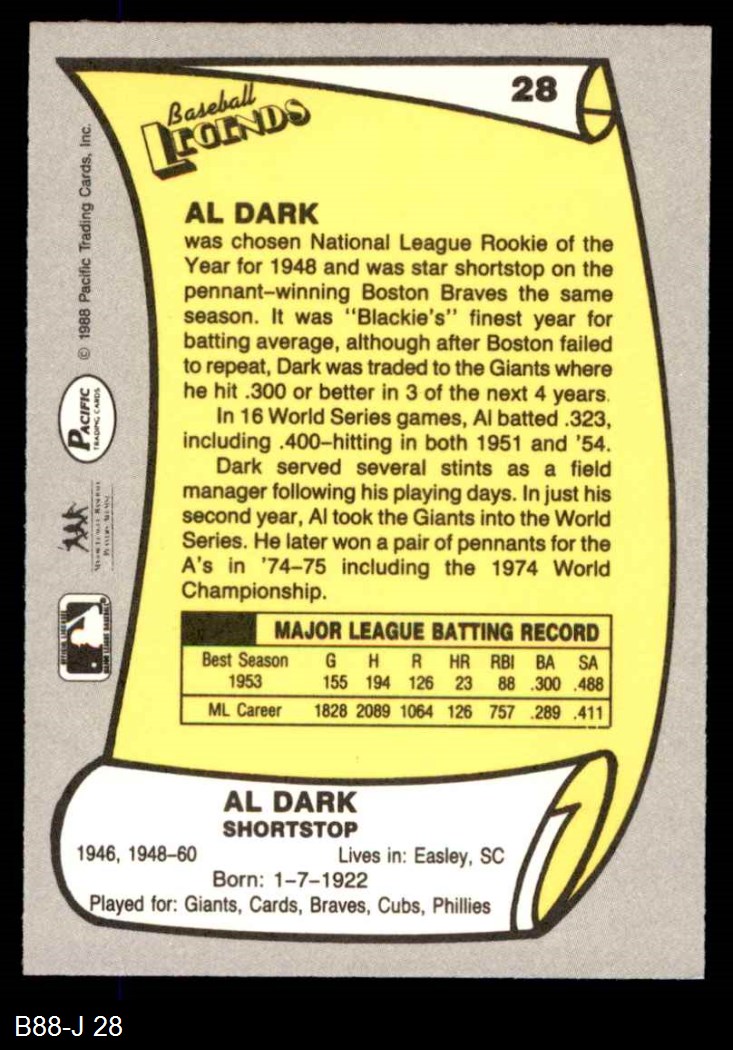 28
Baseball
LEGENDS
© 1988 Pacific Trading Cards, Inc.
PACIFIC
TRADING CARDS
AL DARK
was chosen National League Rookie of the
Year for 1948 and was star shortstop on the
pennant-winning Boston Braves the same
season. It was "Blackie's" finest year for
batting average, although after Boston failed
to repeat, Dark was traded to the Giants where
he hit .300 or better in 3 of the next 4 years.
In 16 World Series games, Al batted .323,
including .400-hitting in both 1951 and '54.
Dark served several stints as a field
manager following his playing days. In just his
second year, Al took the Giants into the World
Series. He later won a pair of pennants for the
A's in '74-75 including the 1974 World
Championship.
MAJOR LEAGUE BATTING RECORD
Best Season G H R HR RBI BA SA
1953 155 194 126 23 88 .300 .488
ML Career 1828 2089 1064 126 757 .289 .411
AL DARK
SHORTSTOP
1946, 1948-60 Lives in: Easley, SC
Born: 1-7-1922
Played for: Giants, Cards, Braves, Cubs, Phillies
B88-J 28